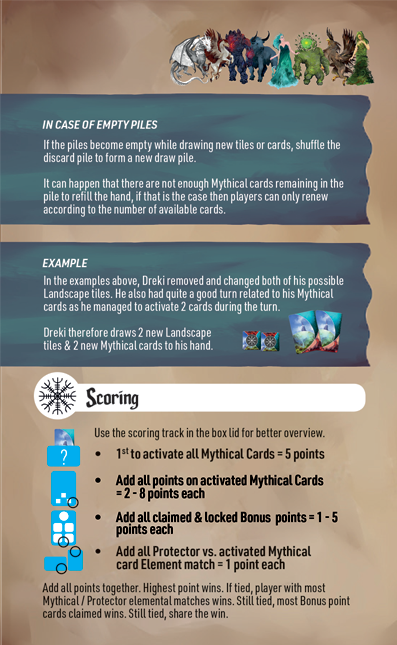 IN CASE OF EMPTY PILES
If the piles become empty while drawing new tiles or cards, shuffle the
discard pile to form a new draw pile.
It can happen that there are not enough Mythical cards remaining in the
pile to refill the hand, if that is the case then players can only renew
according to the number of available cards.
EXAMPLE
In the examples above, Dreki removed and changed both of his possible
Landscape tiles. He also had quite a good turn related to his Mythical
cards as he managed to activate 2 cards during the turn.
Dreki therefore draws 2 new Landscape
tiles & 2 new Mythical cards to his hand.
Scoring
Use the scoring track in the box lid for better overview.
?
• 1st to activate all Mythical Cards = 5 points
• Add all points on activated Mythical Cards
= 2 - 8 points each
• Add all claimed & locked Bonus points = 1 - 5
points each
• Add all Protector vs. activated Mythical
card Element match = 1 point each
Add all points together. Highest point wins. If tied, player with most
Mythical / Protector elemental matches wins. Still tied, most Bonus point
cards claimed wins. Still tied, share the win.